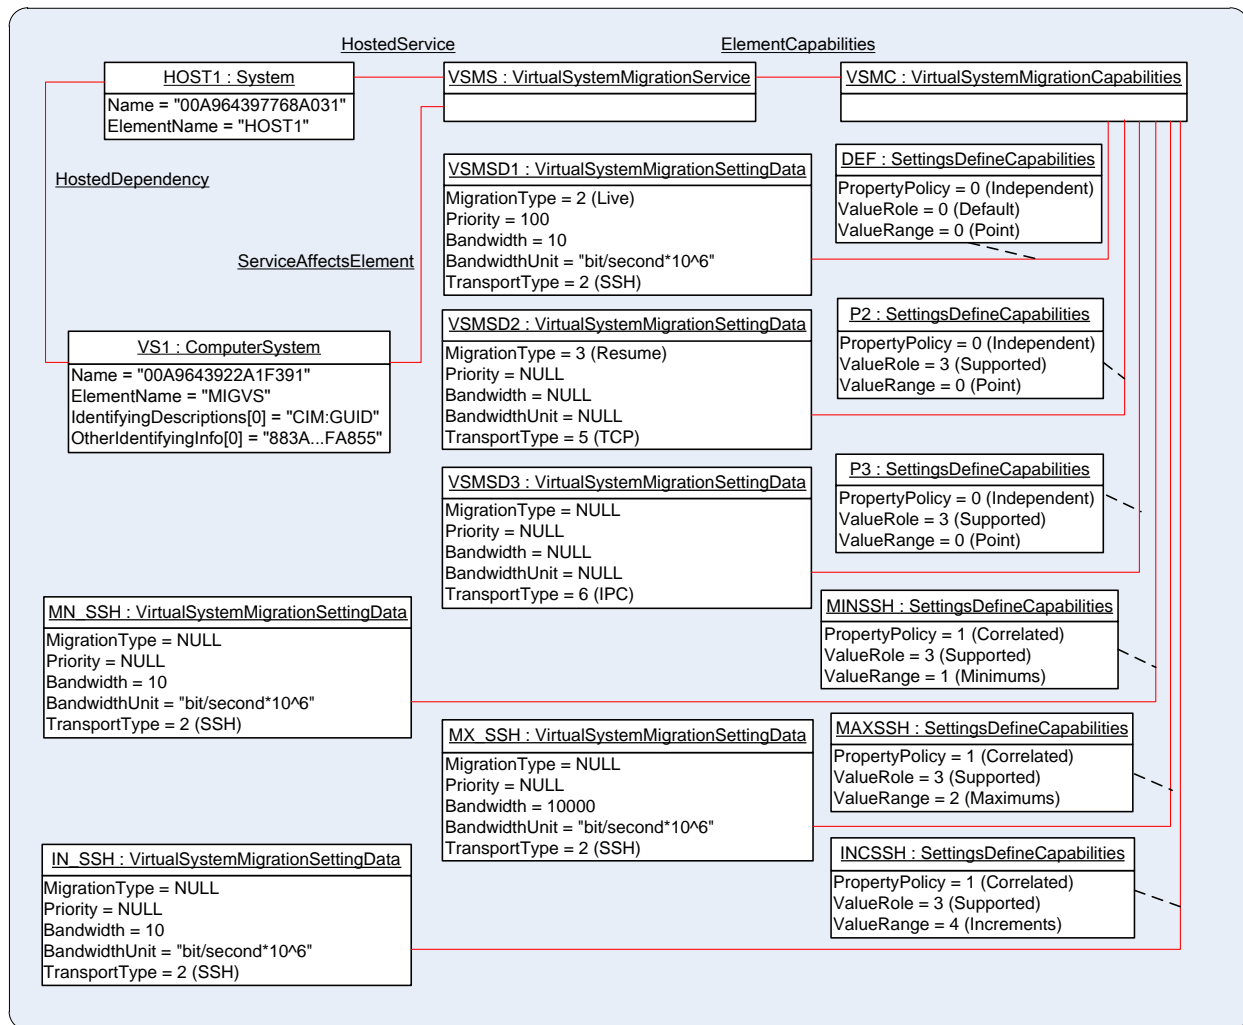 HostedService
ElementCapabilities
HOST1 : System
Name = "00A964397768A031"
ElementName = "HOST1"
VSMS : VirtualSystemMigrationService
VSMC : VirtualSystemMigrationCapabilities
HostedDependency
ServiceAffectsElement
VSMSD1 : VirtualSystemMigrationSettingData
MigrationType = 2 (Live)
Priority = 100
Bandwidth = 10
BandwidthUnit = "bit/second*10^6"
TransportType = 2 (SSH)
DEF : SettingsDefineCapabilities
PropertyPolicy = 0 (Independent)
ValueRole = 0 (Default)
ValueRange = 0 (Point)
VS1 : ComputerSystem
Name = "00A9643922A1F391"
ElementName = "MIGVS"
IdentifyingDescriptions[0] = "CIM:GUID"
OtherIdentifyingInfo[0] = "883A...FA855"
VSMSD2 : VirtualSystemMigrationSettingData
MigrationType = 3 (Resume)
Priority = NULL
Bandwidth = NULL
BandwidthUnit = NULL
TransportType = 5 (TCP)
P2 : SettingsDefineCapabilities
PropertyPolicy = 0 (Independent)
ValueRole = 3 (Supported)
ValueRange = 0 (Point)
VSMSD3 : VirtualSystemMigrationSettingData
MigrationType = NULL
Priority = NULL
Bandwidth = NULL
BandwidthUnit = NULL
TransportType = 6 (IPC)
P3 : SettingsDefineCapabilities
PropertyPolicy = 0 (Independent)
ValueRole = 3 (Supported)
ValueRange = 0 (Point)
MN_SSH : VirtualSystemMigrationSettingData
MigrationType = NULL
Priority = NULL
Bandwidth = 10
BandwidthUnit = "bit/second*10^6"
TransportType = 2 (SSH)
MINSSH : SettingsDefineCapabilities
PropertyPolicy = 1 (Correlated)
ValueRole = 3 (Supported)
ValueRange = 1 (Minimums)
MX_SSH : VirtualSystemMigrationSettingData
MigrationType = NULL
Priority = NULL
Bandwidth = 10000
BandwidthUnit = "bit/second*10^6"
TransportType = 2 (SSH)
MAXSSH : SettingsDefineCapabilities
PropertyPolicy = 1 (Correlated)
ValueRole = 3 (Supported)
ValueRange = 2 (Maximums)
IN_SSH : VirtualSystemMigrationSettingData
MigrationType = NULL
Priority = NULL
Bandwidth = 10
BandwidthUnit = "bit/second*10^6"
TransportType = 2 (SSH)
INCSSH : SettingsDefineCapabilities
PropertyPolicy = 1 (Correlated)
ValueRole = 3 (Supported)
ValueRange = 4 (Increments)